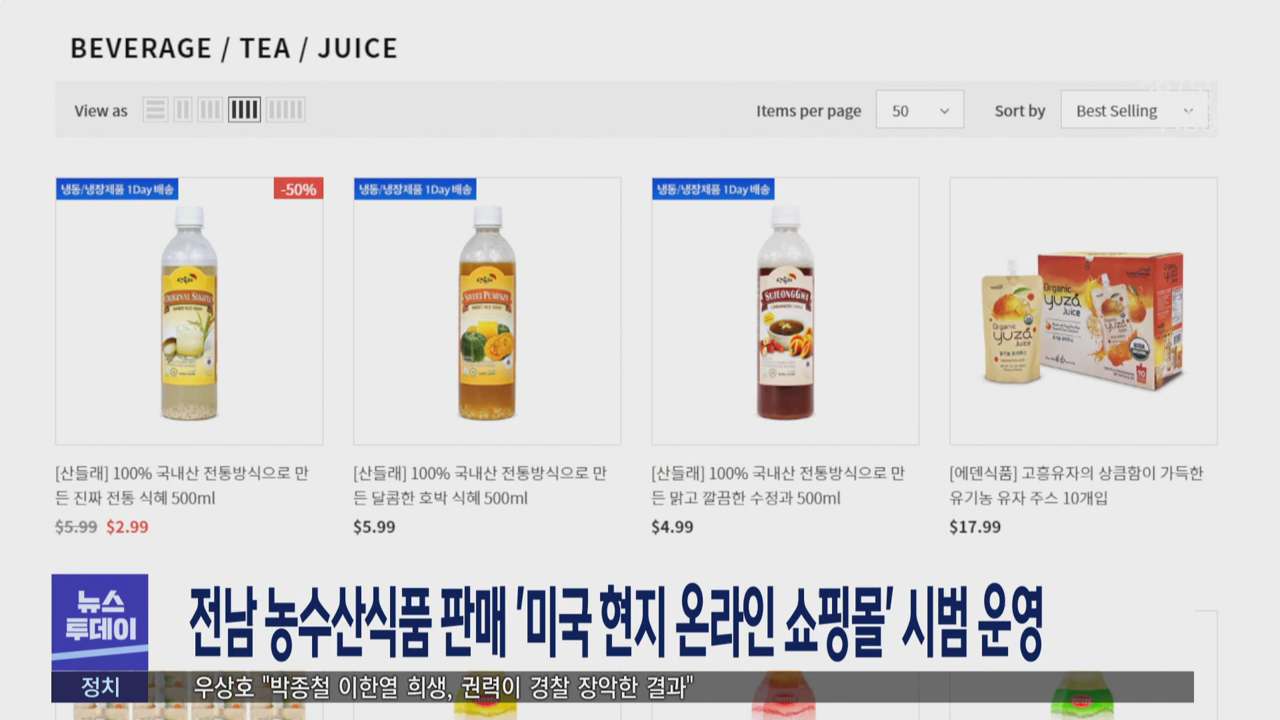 BEVERAGE / TEA / JUICE
View as
Items per page
50
Sort by
Best Selling
냉동/냉장제품 1Day 배송
-50%
냉동/냉장제품 1Day 배송
냉동/냉장제품 1Day 배송
SWEET PUMPKIN
SUJEONGGWA
Organic
yuza
Juice
Organic
yuza
Juice
[산들래] 100% 국내산 전통방식으로 만
든 진짜 전통 식혜 500ml
$5.99 $2.99
[산들래] 100% 국내산 전통방식으로 만
든 달콤한 호박 식혜 500ml
$5.99
[산들래] 100% 국내산 전통방식으로 만
든 맑고 깔끔한 수정과 500ml
$4.99
[에덴식품] 고흥유자의 상큼함이 가득한
유기농 유자 주스 10개입
$17.99
뉴스
투데이
전남 농수산식품 판매 '미국 현지 온라인 쇼핑몰' 시범 운영
정치
우상호 "박종철 이한열 희생, 권력이 경찰 장악한 결과"